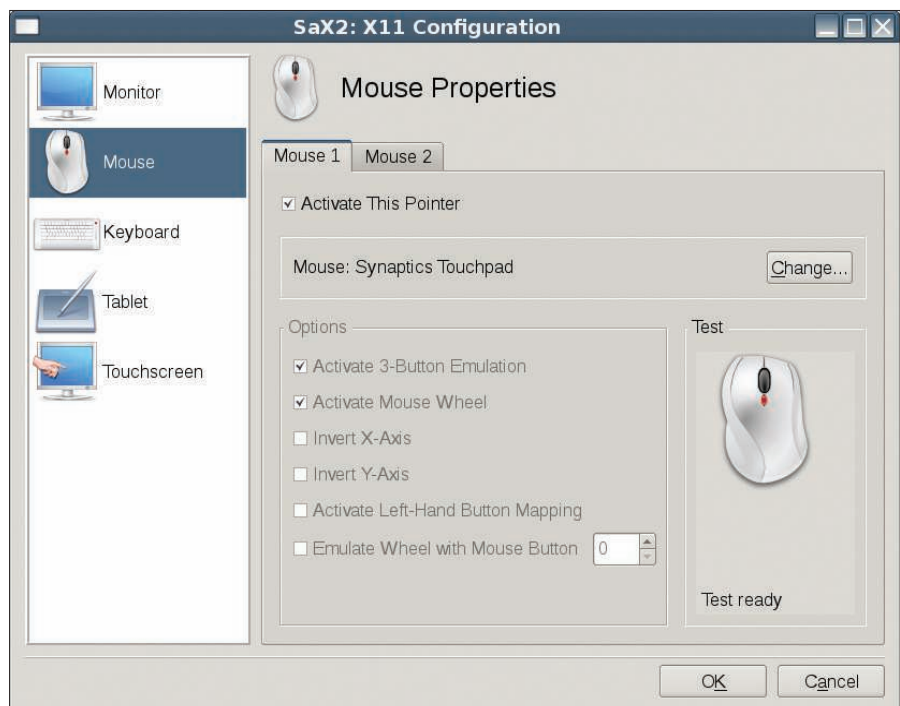 SaX2: X11 Configuration
Monitor
Mouse
Keyboard
Tablet
Touchscreen
Mouse Properties
Mouse 1
Mouse 2
Activate This Pointer
Mouse: Synaptics Touchpad
Change...
Options
Activate 3-Button Emulation
Activate Mouse Wheel
Invert X-Axis
Invert Y-Axis
Activate Left-Hand Button Mapping
Emulate Wheel with Mouse Button 0
Test
Test ready
OK
Cancel